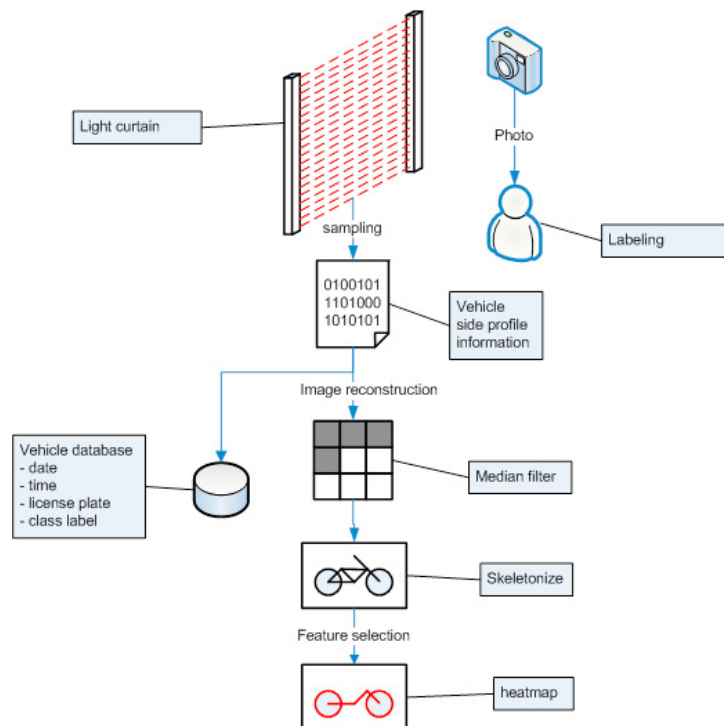 Light curtain
Photo
Labeling
sampling
0100101
1101000
1010101
Vehicle
side profile
information
Image reconstruction
Vehicle database
- date
- time
- license plate
- class label
Median filter
Skeletonize
Feature selection
heatmap